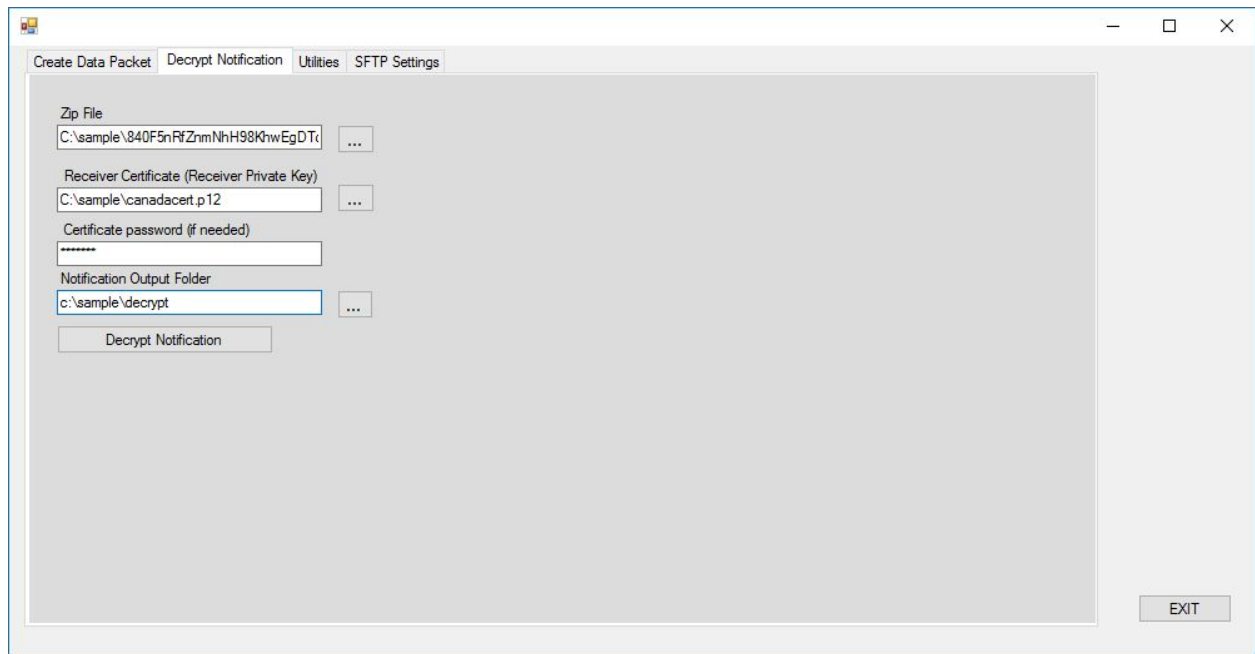 Create Data Packet Decrypt Notification Utilities SFTP Settings
Zip File
C:\sample\840F5nRfZnmNhH98KhwEgDT
...
Receiver Certificate (Receiver Private Key)
C:\sample\canadacert.p12
...
Certificate password (if needed)
*******
Notification Output Folder
c:\sample\decrypt
...
Decrypt Notification
EXIT